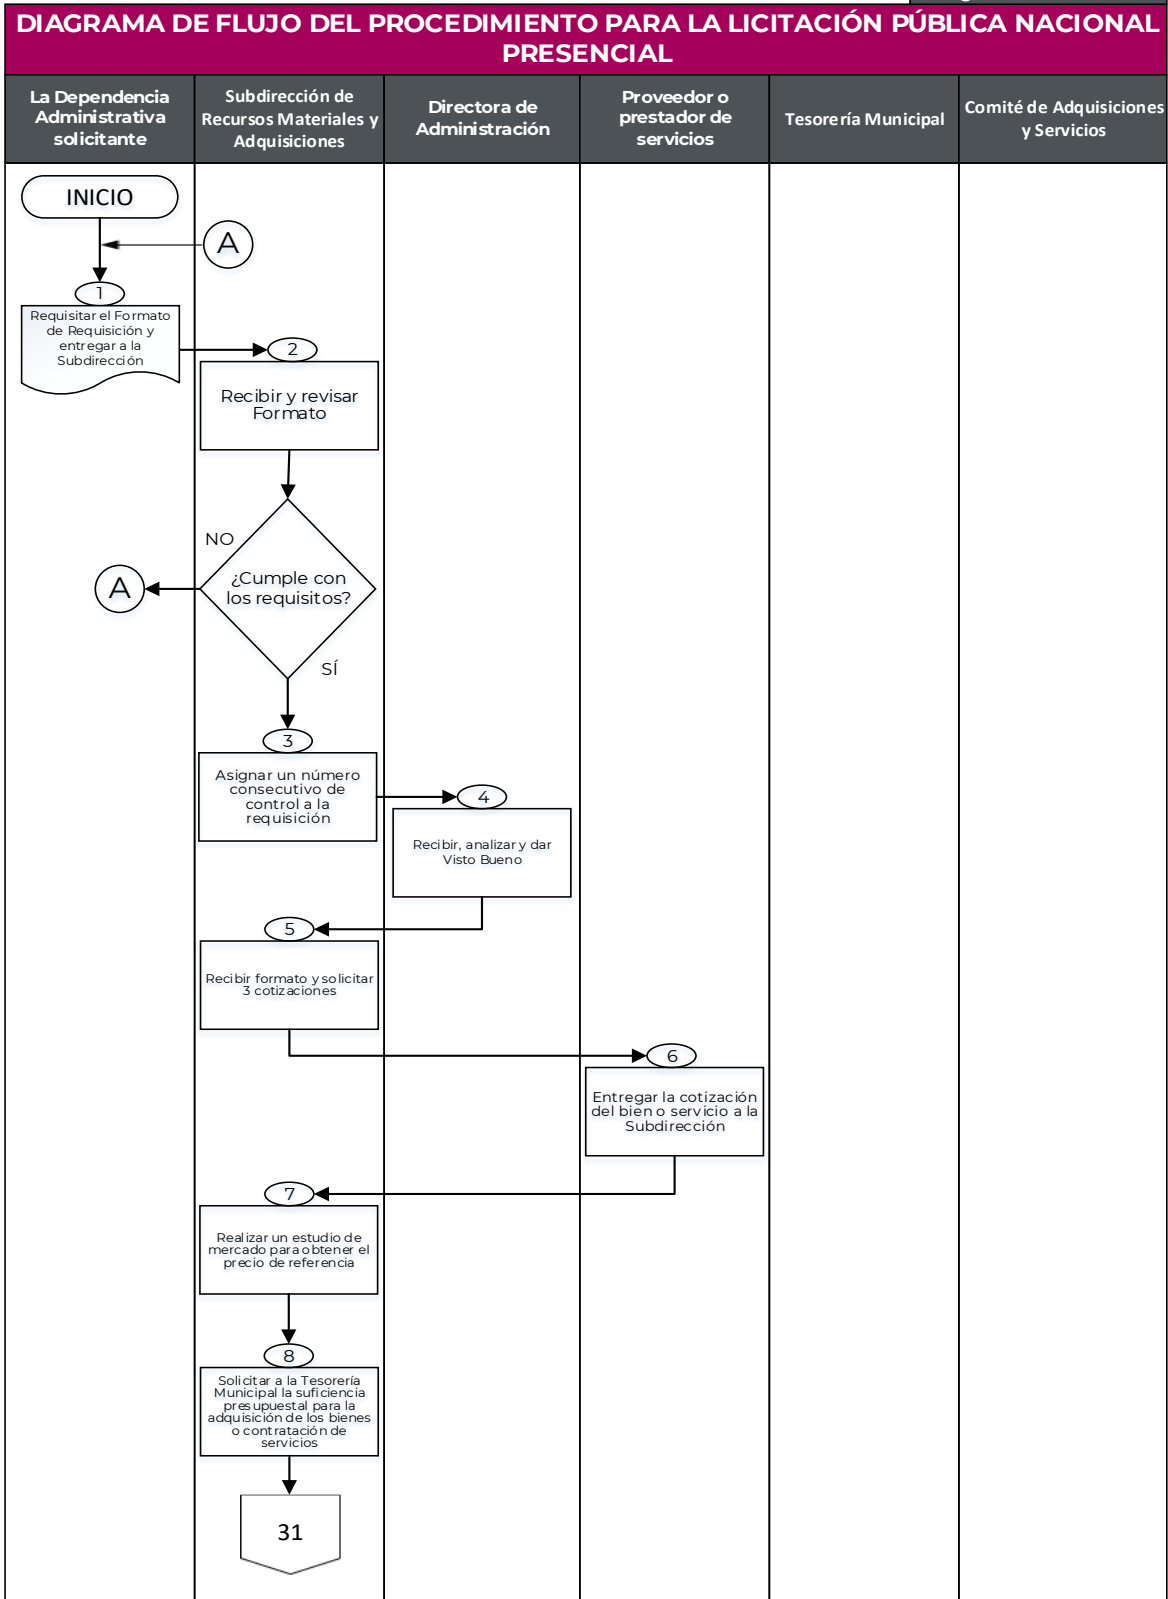 DIAGRAMA DE FLUJO DEL PROCEDIMIENTO PARA LA LICITACIÓN PÚBLICA NACIONAL
PRESENCIAL
La Dependencia
Administrativa
solicitante
Subdirección de
Recursos Materiales y
Adquisiciones
Directora de
Administración
Proveedor o
prestador de
servicios
Tesorería Municipal
Comité de Adquisiciones
y Servicios
INICIO
A
1
Requisitar el Formato
de Requisición y
entregar a la
Subdirección
2
Recibir y revisar
Formato
NO
¿Cumple con
los requisitos?
A
SÍ
3
Asignar un número
consecutivo de
control a la
requisición
4
Recibir, analizar y dar
Visto Bueno
5
Recibir formato y solicitar
3 cotizaciones
6
Entregar la cotización
del bien o servicio a la
Subdirección
7
Realizar un estudio de
mercado para obtener el
precio de referencia
8
Solicitar a la Tesorería
Municipal la suficiencia
presupuestal para la
adquisición de los bienes
o contratación de
servicios
31